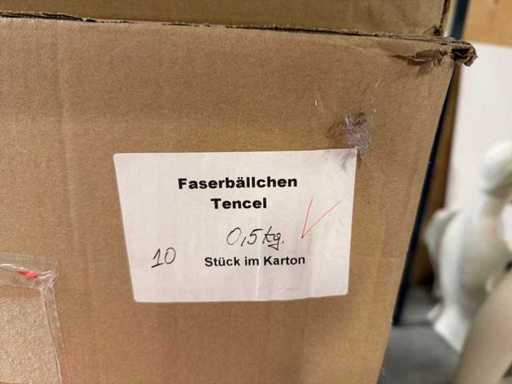 Faserbällchen
Tencel
0,5 kg.
10 Stück im Karton